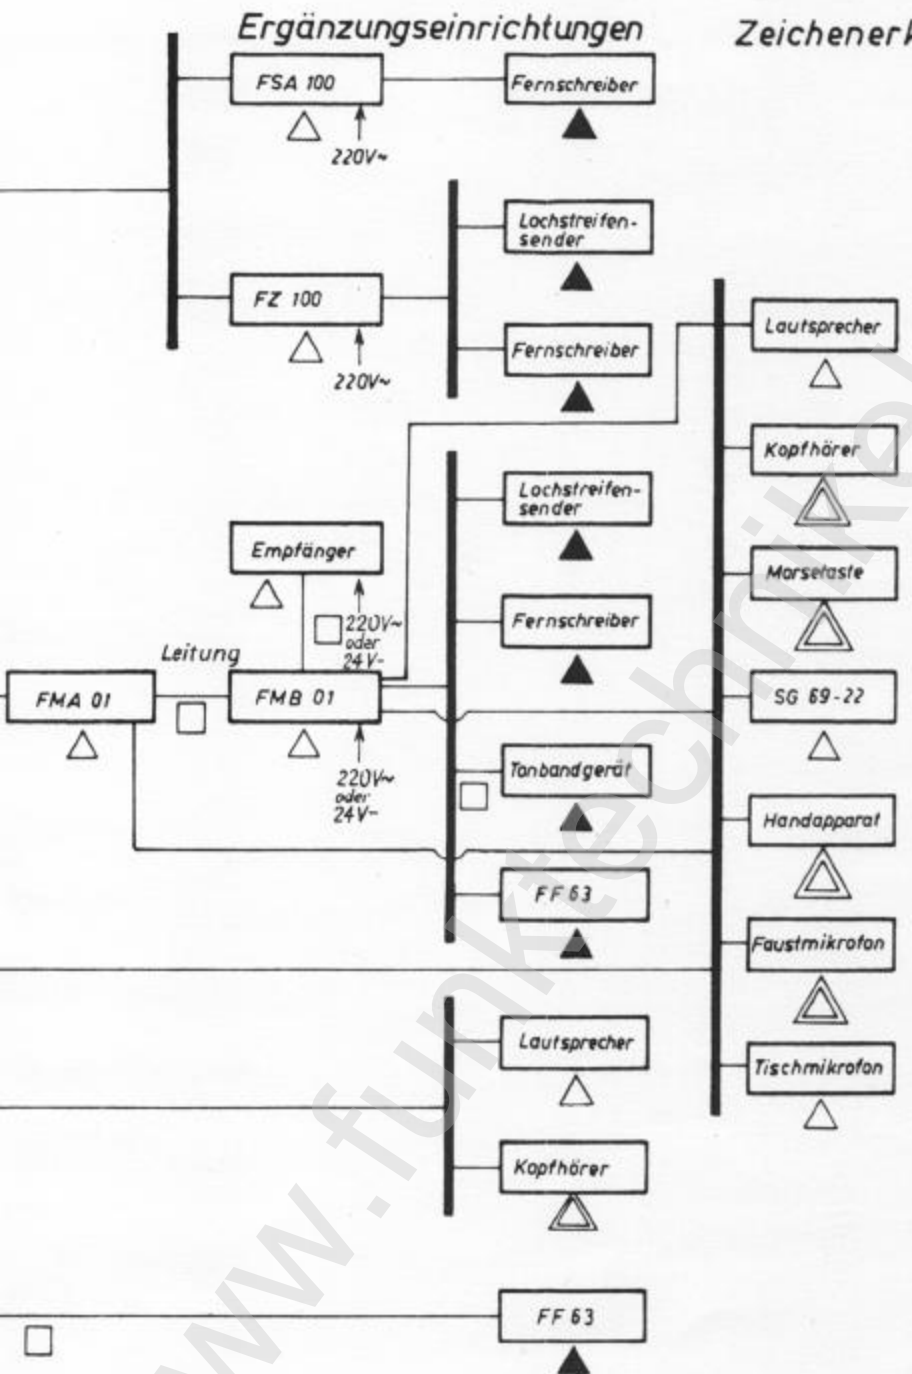 Ergänzungseinrichtungen
Zeichenerk
FSA 100
Fernschreiber
220V~
Lochstreifen-
sender
FZ 100
Fernschreiber
220V~
Lautsprecher
Kopfhörer
Lochstreifen-
sender
Empfänger
Morsetaste
220V~
oder
24V-
Fernschreiber
Leitung
FMA 01
FMB 01
SG 69-22
220V~
oder
24V-
Tonbandgerät
Handapparat
FF 63
Faustmikrofon
Lautsprecher
Tischmikrofon
Kopfhörer
FF 63
www.funktechnikel